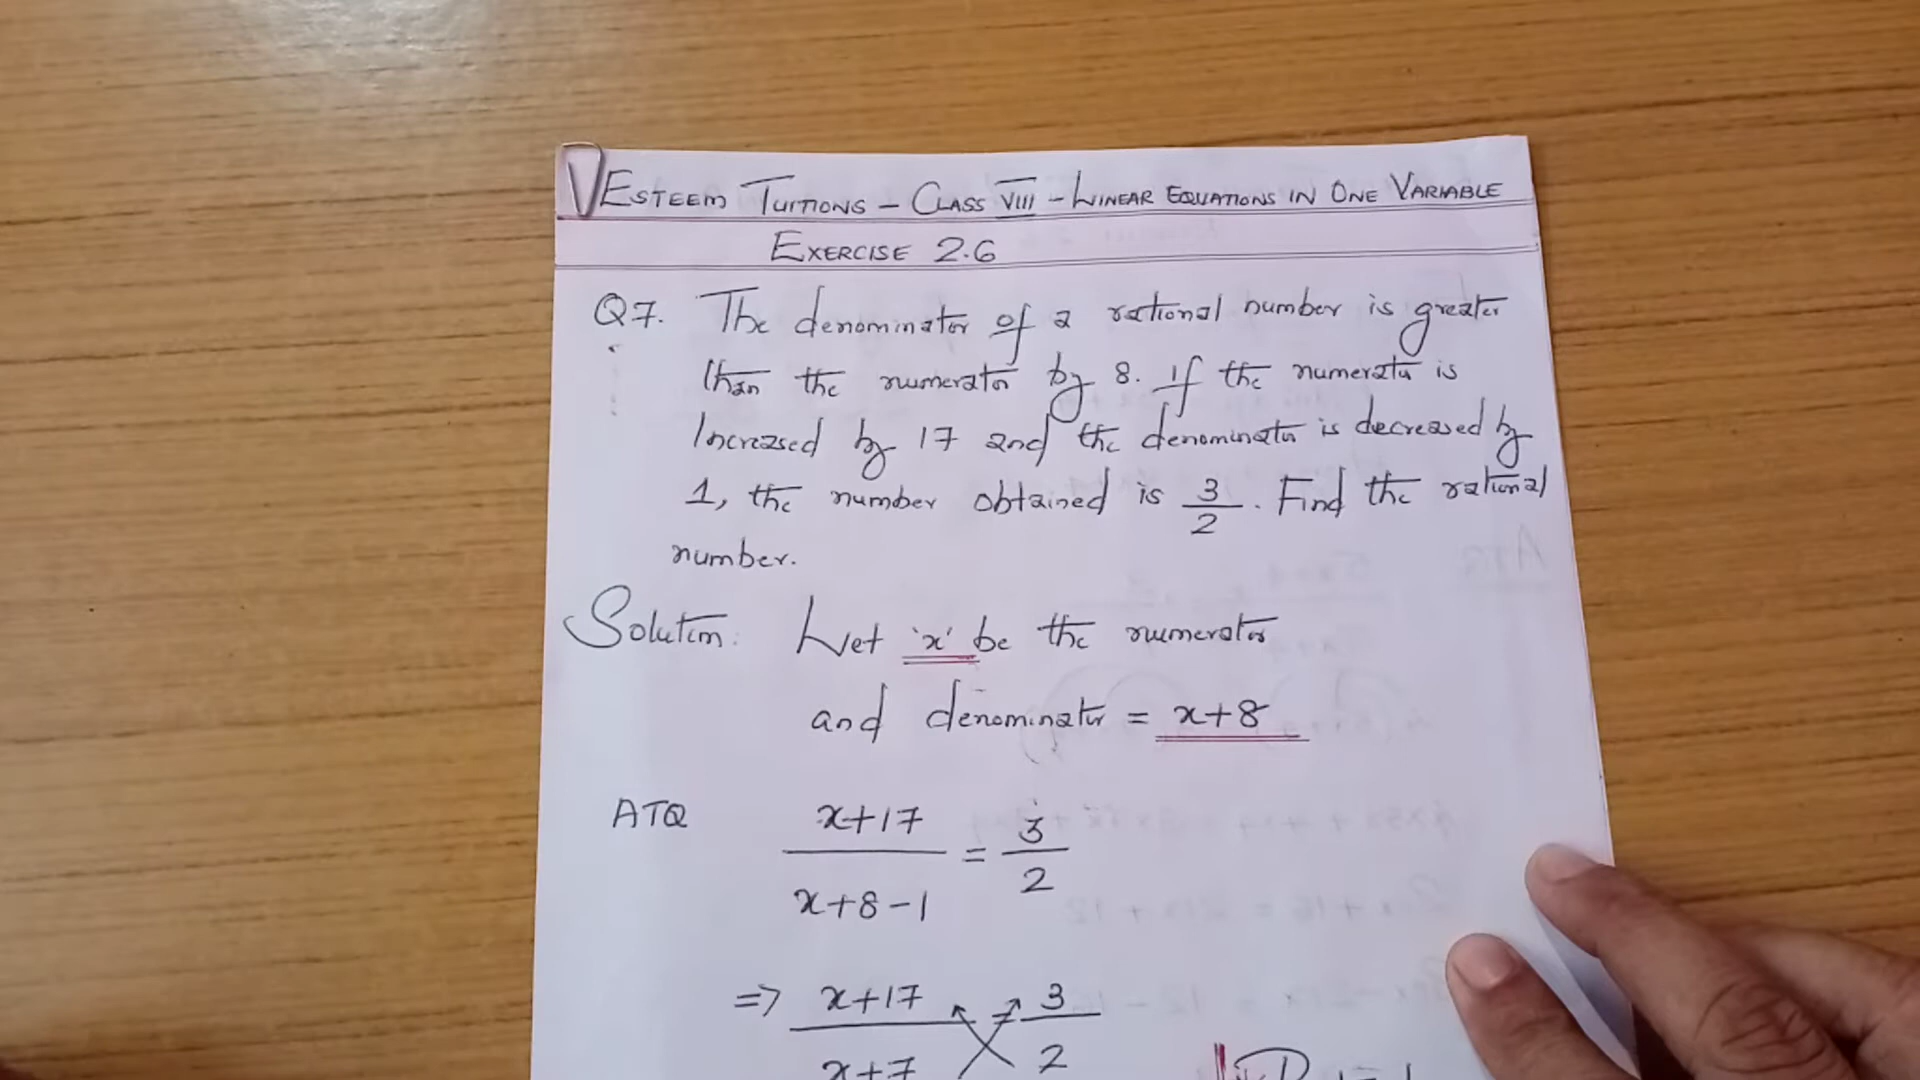 ESTEEM TUITIONS - CLASS VIII - LINEAR EQUATIONS IN ONE VARIABLE
EXERCISE 2.6
Q7. The denominator of a rational number is greater
than the numerator by 8. If the numerator is
Increased by 17 and the denominator is decreased by
1, the number obtained is 3/2. Find the rational
number.
Solution: Let 'x' be the numerator
and denominator = x+8
ATQ x+17/x+8-1 = 3/2
=> x+17/x+7 = 3/2